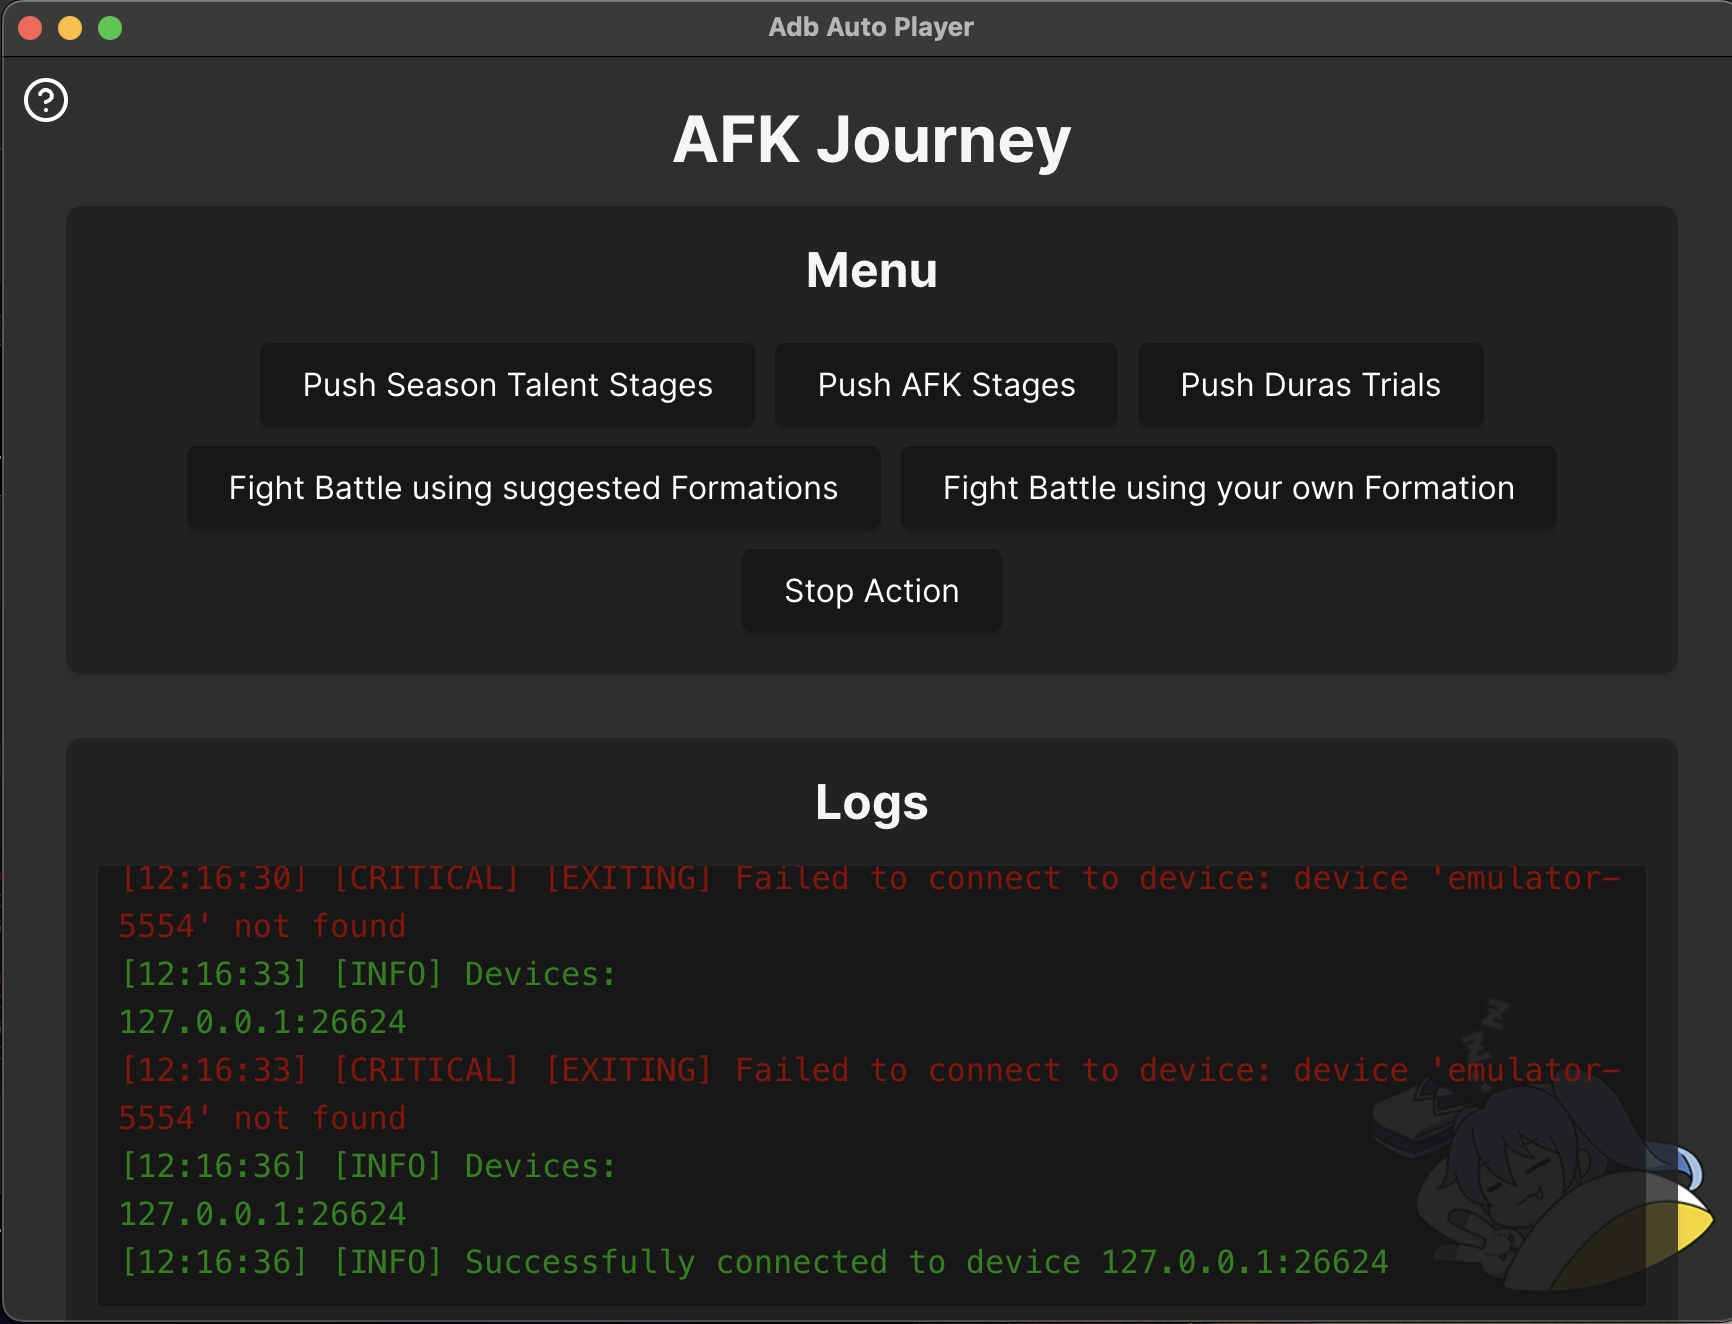 Adb Auto Player
AFK Journey
Menu
Push Season Talent Stages
Push AFK Stages
Push Duras Trials
Fight Battle using suggested Formations
Fight Battle using your own Formation
Stop Action
Logs
[12:16:30] [CRITICAL] [EXITING] Failed to connect to device: device 'emulator-
5554' not found
[12:16:33] [INFO] Devices:
127.0.0.1:26624
[12:16:33] [CRITICAL] [EXITING] Failed to connect to device: device 'emulator-
5554' not found
[12:16:36] [INFO] Devices:
127.0.0.1:26624
[12:16:36] [INFO] Successfully connected to device 127.0.0.1:26624
z
z